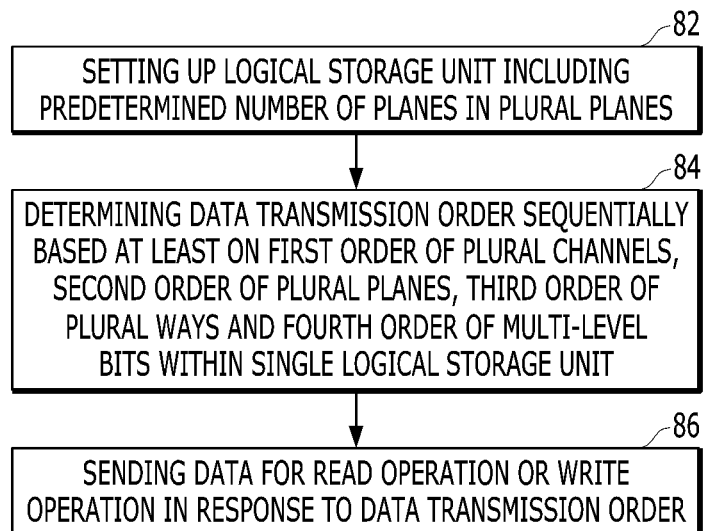 82
SETTING UP LOGICAL STORAGE UNIT INCLUDING
PREDETERMINED NUMBER OF PLANES IN PLURAL PLANES
84
DETERMINING DATA TRANSMISSION ORDER SEQUENTIALLY
BASED AT LEAST ON FIRST ORDER OF PLURAL CHANNELS,
SECOND ORDER OF PLURAL PLANES, THIRD ORDER OF
PLURAL WAYS AND FOURTH ORDER OF MULTI-LEVEL
BITS WITHIN SINGLE LOGICAL STORAGE UNIT
86
SENDING DATA FOR READ OPERATION OR WRITE
OPERATION IN RESPONSE TO DATA TRANSMISSION ORDER